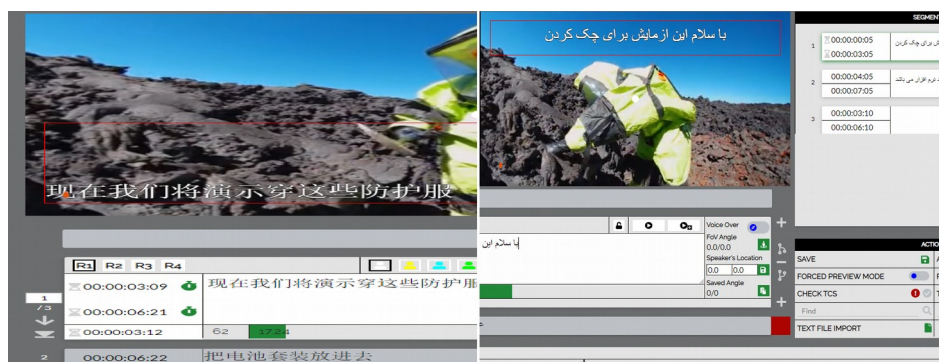 现在我们将演示穿这些防护服
R1 R2 R3 R4
00:00:03:09
现在我们将演示穿这些防护服
1
/3
00:00:06:21
00:00:03:12
62
17.24
2
00:00:06:22
把电池套装放进去
با سلام این ازمایش برای چک کردن
با سلام این
Voice Over
FoV Angle
0.0/0.0
Speaker's Location
0.0 0.0
Saved Angle
0/0
SEGMEN
1
00:00:00:05
ش برای چک کردن
00:00:03:05
2
00:00:04:05
00:00:07:05
3
00:00:03:10
00:00:06:10
ACTIO
SAVE
FORCED PREVIEW MODE
CHECK TCS
Find
TEXT FILE IMPORT